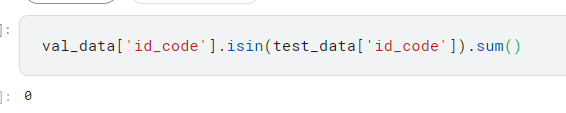 ]:
val_data['id_code'].isin(test_data['id_code']).sum()
]: 0